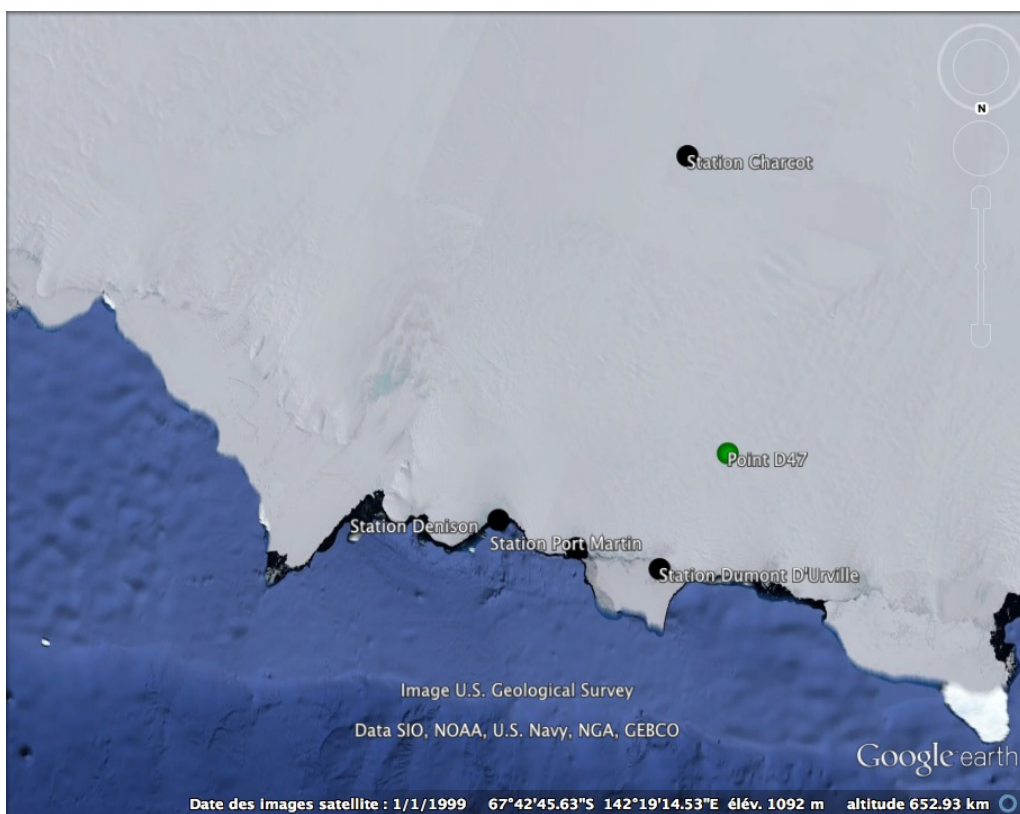 N
Station Charcot
Point D47
Station Denison
Station Port Martin
Station Dumont D'Urville
Image U.S. Geological Survey
Data SIO, NOAA, U.S. Navy, NGA, GEBCO
Google earth
Date des images satellite : 1/1/1999 67°42'45.63"S 142°19'14.53"E élév. 1092 m altitude 652.93 km